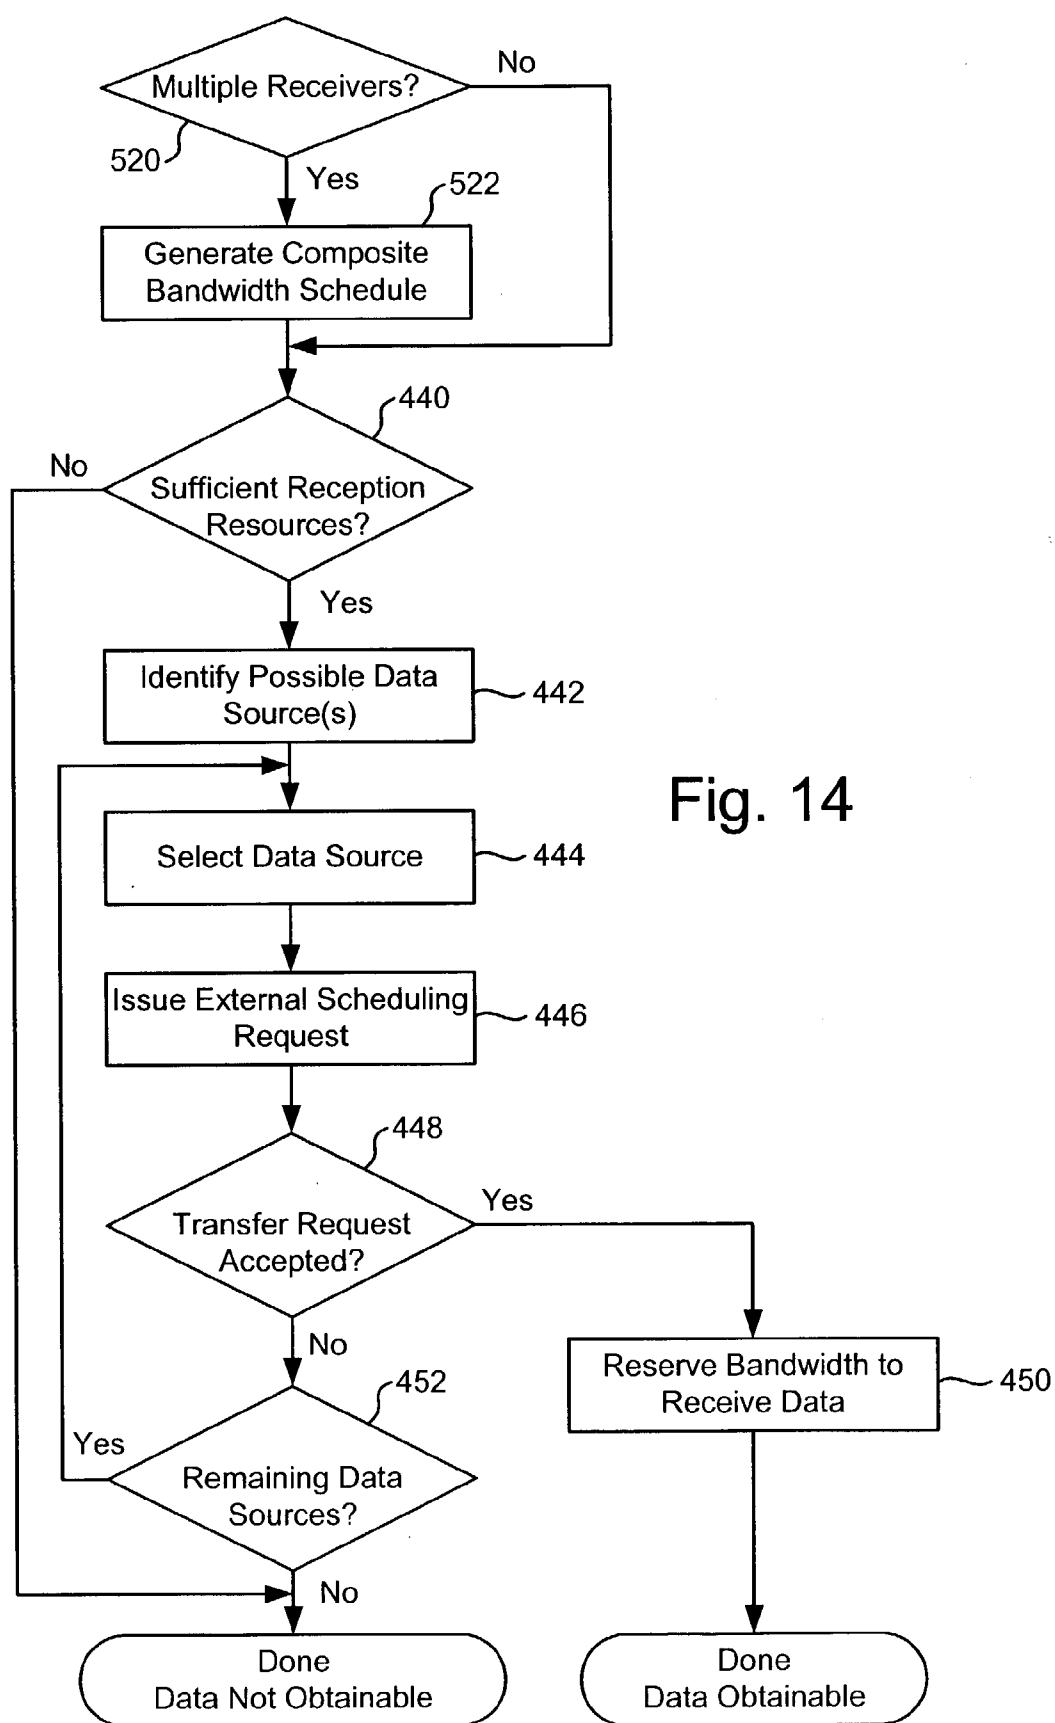 Multiple Receivers?
No
520
Yes
522
Generate Composite
Bandwidth Schedule
440
No
Sufficient Reception
Resources?
Yes
Identify Possible Data
Source(s)
442
Fig. 14
Select Data Source
444
Issue External Scheduling
Request
446
448
Yes
Transfer Request
Accepted?
No
Reserve Bandwidth to
Receive Data
450
452
Yes
Remaining Data
Sources?
No
Done
Data Not Obtainable
Done
Data Obtainable